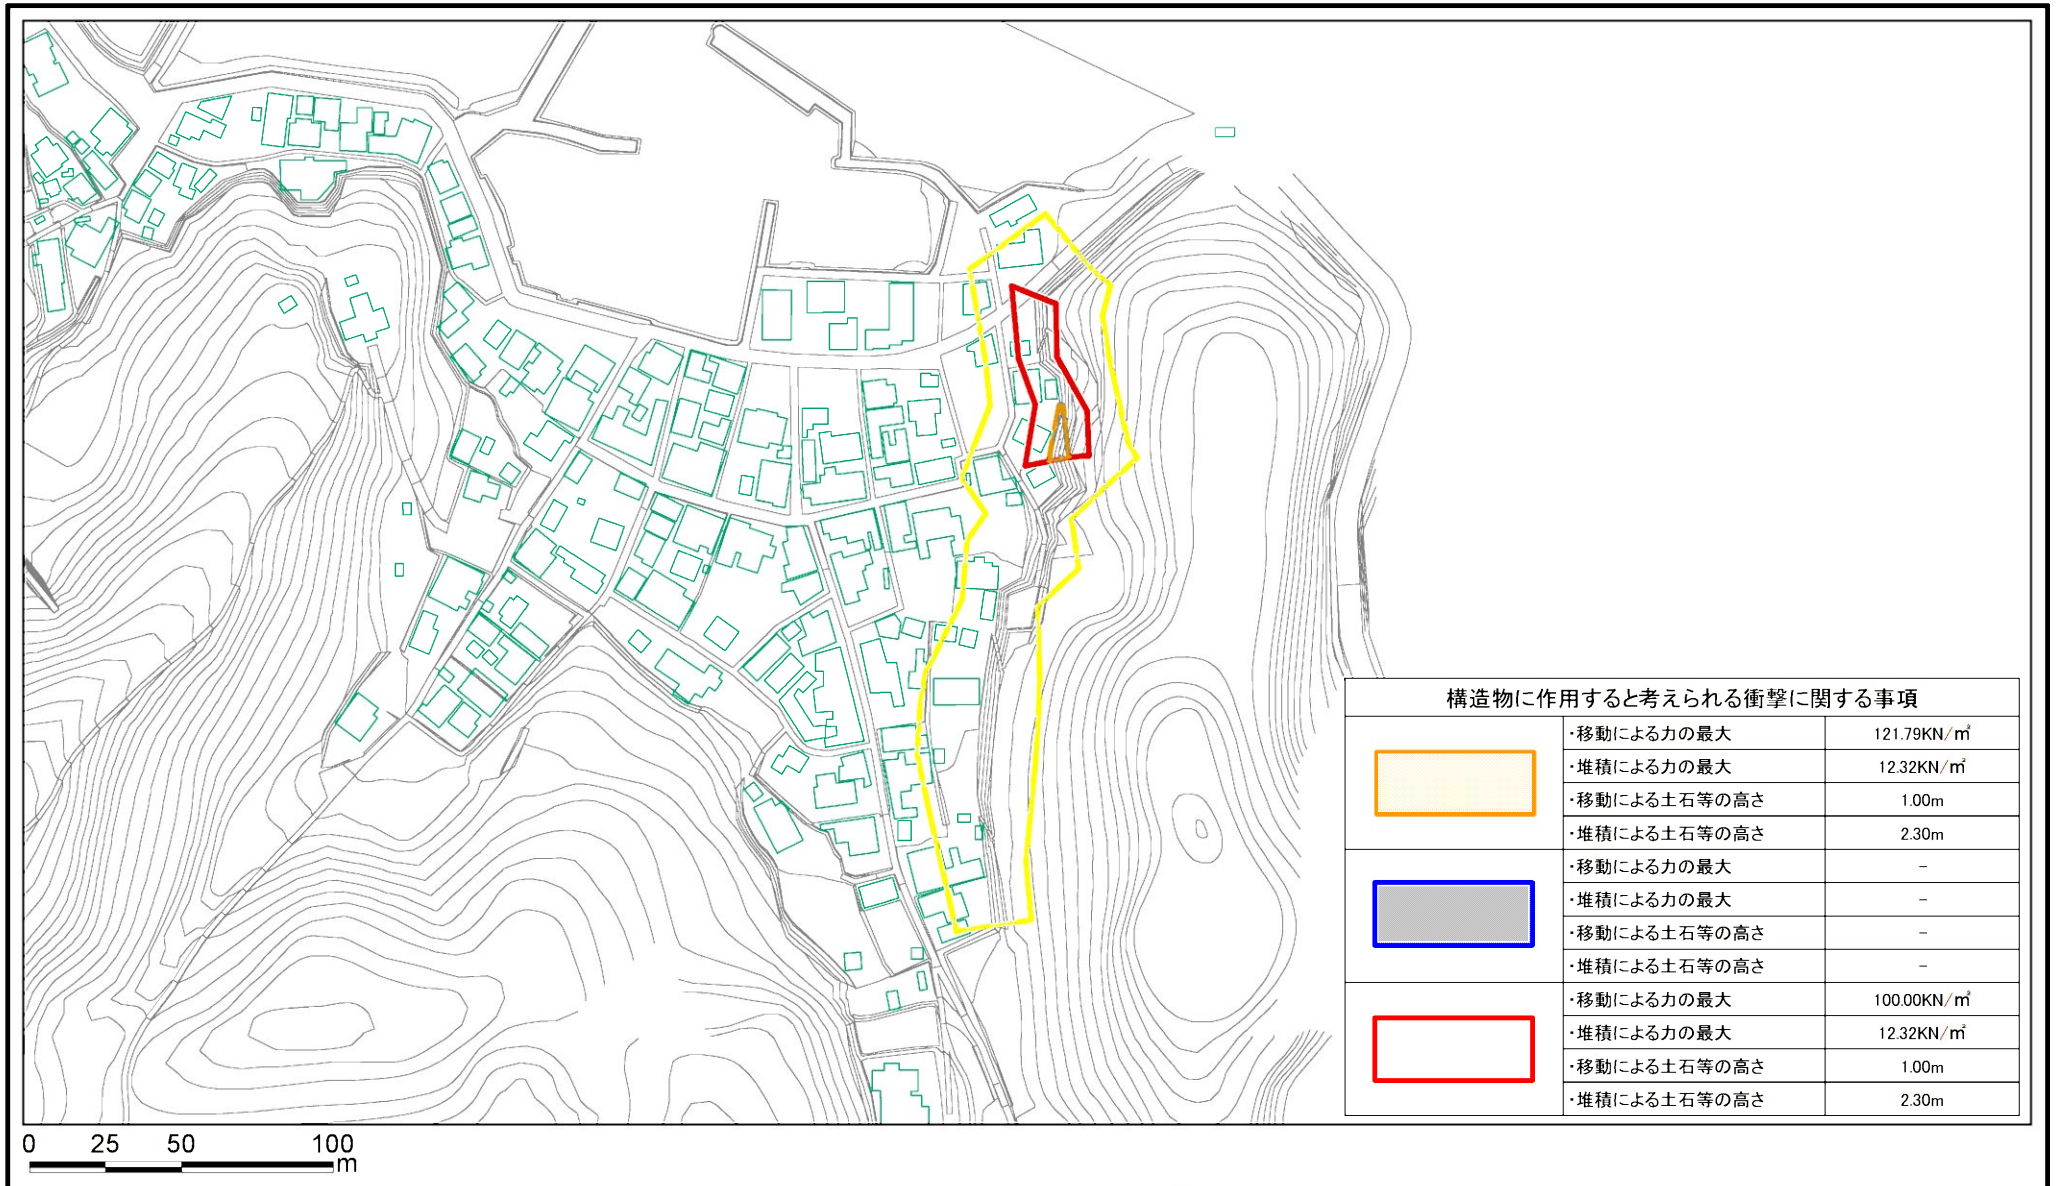 構造物に作用すると考えられる衝撃に関する事項
・移動による力の最大 121.79KN/㎡
・堆積による力の最大 12.32KN/㎡
・移動による土石等の高さ 1.00m
・堆積による土石等の高さ 2.30m
・移動による力の最大 -
・堆積による力の最大 -
・移動による土石等の高さ -
・堆積による土石等の高さ -
・移動による力の最大 100.00KN/㎡
・堆積による力の最大 12.32KN/㎡
・移動による土石等の高さ 1.00m
・堆積による土石等の高さ 2.30m
0 25 50 100
m